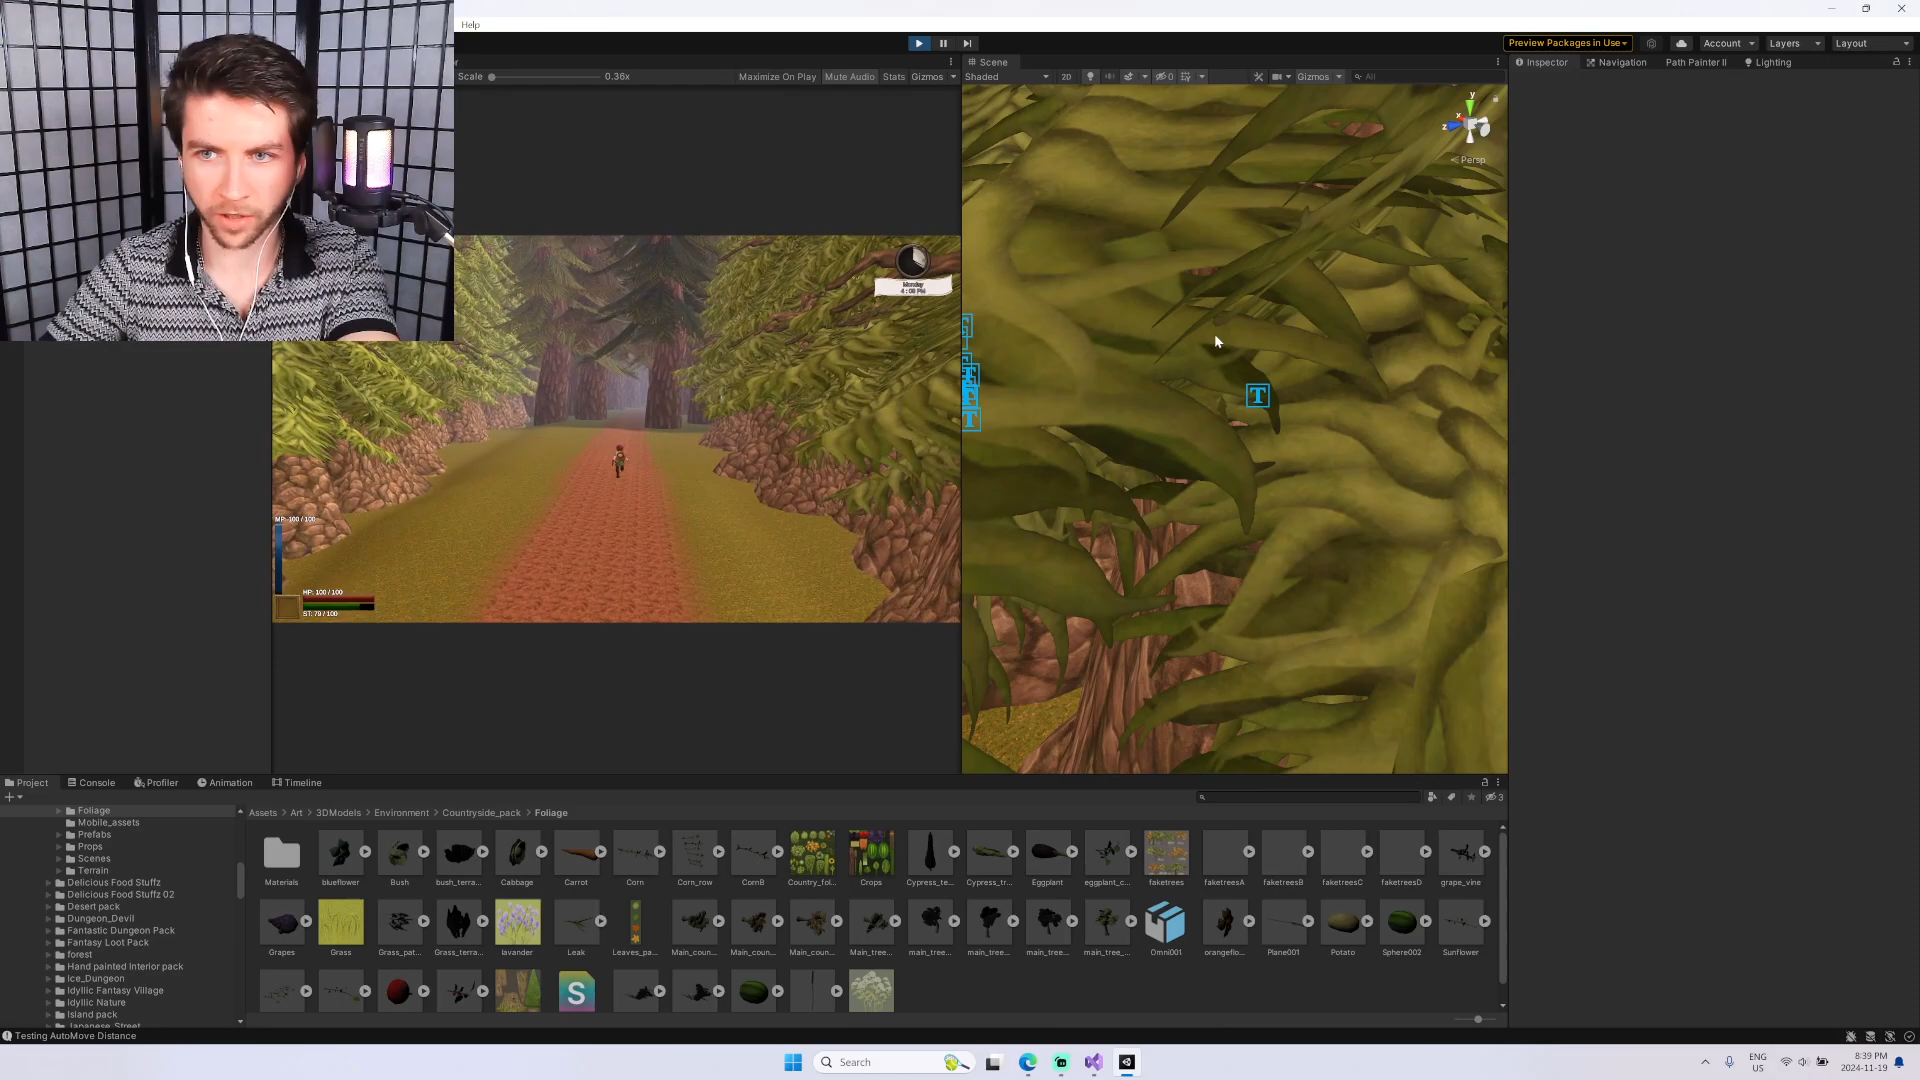 Help
Preview Packages in Use
Account
Layers
Layout
Scale
0.36x
Maximize On Play
Mute Audio
Stats
Gizmos
Scene
Shaded
2D
0
Gizmos
All
Inspector
Navigation
Path Painter II
Lighting
y
x
z
Persp
Monday
4 : 08 PM
T
T
T
MP: 100 / 100
HP: 100 / 100
ST: 79 / 100
Project
Console
Profiler
Animation
Timeline
3
Foliage
Mobile_assets
Prefabs
Props
Scenes
Terrain
Delicious Food Stuffz
Delicious Food Stuffz 02
Desert pack
Dungeon_Devil
Fantastic Dungeon Pack
Fantasy Loot Pack
forest
Hand painted Interior pack
Ice_Dungeon
Idyllic Fantasy Village
Idyllic Nature
Island pack
Japanese_Street
Assets
Art
3DModels
Environment
Countryside_pack
Foliage
Materials
blueflower
Bush
bush_terra...
Cabbage
Carrot
Corn
Corn_row
CornB
Country_fol...
Crops
Cypress_te...
Cypress_tr...
Eggplant
eggplant_c...
faketrees
faketreesA
faketreesB
faketreesC
faketreesD
grape_vine
Grapes
Grass
Grass_pat...
Grass_terra...
lavander
Leak
Leaves_pa...
Main_coun...
Main_coun...
Main_coun...
Main_tree...
main_tree...
main_tree...
main_tree...
main_tree_...
Omni001
orangeflo...
Plane001
Potato
Sphere002
Sunflower
S
Testing AutoMove Distance
Search
ENG
US
8:39 PM
2024-11-19